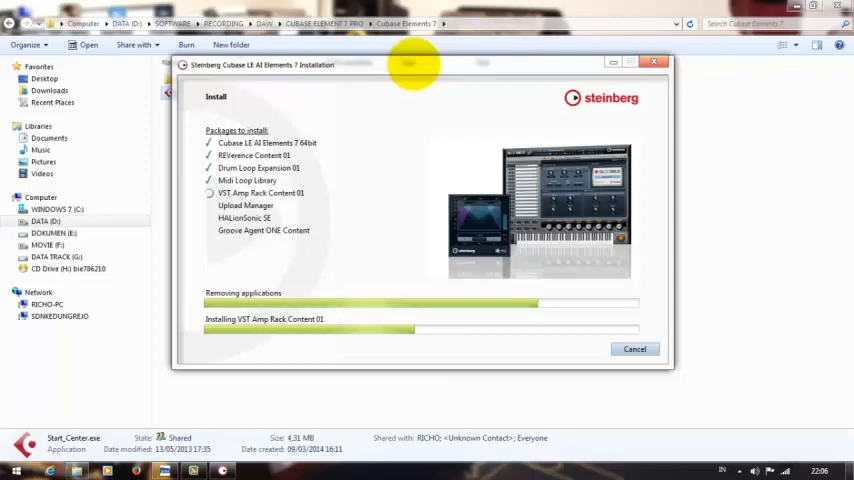 Computer ▸ DATA (D:) ▸ SOFTWARE ▸ RECORDING ▸ DAW ▸ CUBASE ELEMENT 7 PRO ▸ Cubase Elements 7 ▸
Search Cubase Elements 7
Organize ▾ Open Share with ▾ Burn New folder
Steinberg Cubase LE AI Elements 7 Installation
Favorites
Desktop
Downloads
Recent Places
Libraries
Documents
Music
Pictures
Videos
Computer
WINDOWS 7 (C:)
DATA (D:)
DOKUMEN (E:)
MOVIE (F:)
DATA TRACK (G:)
CD Drive (H:) bie786210
Network
RICHO-PC
SDNKEDUNGREJO
Install
steinberg
Packages to install:
Cubase LE AI Elements 7 64bit
REVerence Content 01
Drum Loop Expansion 01
Midi Loop Library
VST Amp Rack Content 01
Upload Manager
HALionSonic SE
Groove Agent ONE Content
Removing applications
Installing VST Amp Rack Content 01
Cancel
Start_Center.exe State: Shared Size: 4,31 MB Shared with: RICHO; <Unknown Contact>; Everyone
Application Date modified: 13/05/2013 17:35 Date created: 09/03/2014 16:11
IN 22:06